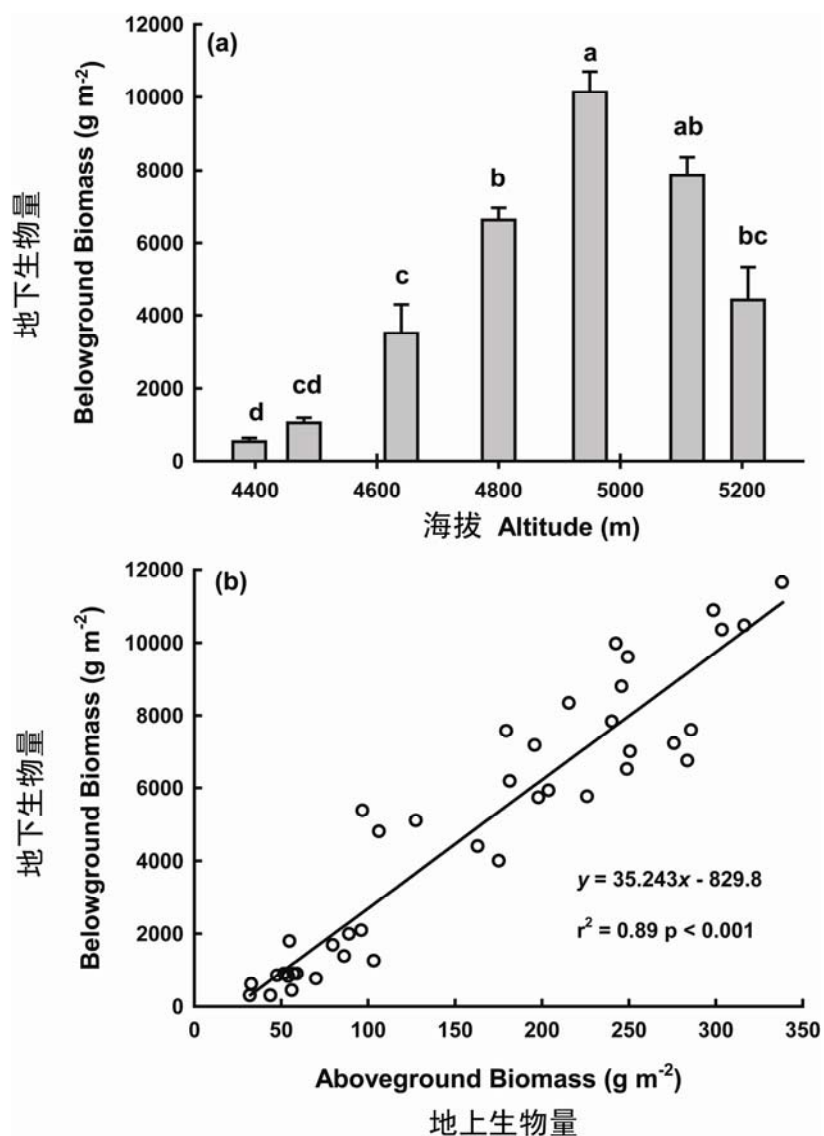 (a)
地下生物量
Belowground Biomass (g m⁻²)
12000
10000
8000
6000
4000
2000
0
d
cd
c
b
a
ab
bc
4400
4600
4800
5000
5200
海拔 Altitude (m)
(b)
地下生物量
Belowground Biomass (g m⁻²)
12000
10000
8000
6000
4000
2000
0
y = 35.243x - 829.8
r² = 0.89 p < 0.001
0
50
100
150
200
250
300
350
Aboveground Biomass (g m⁻²)
地上生物量